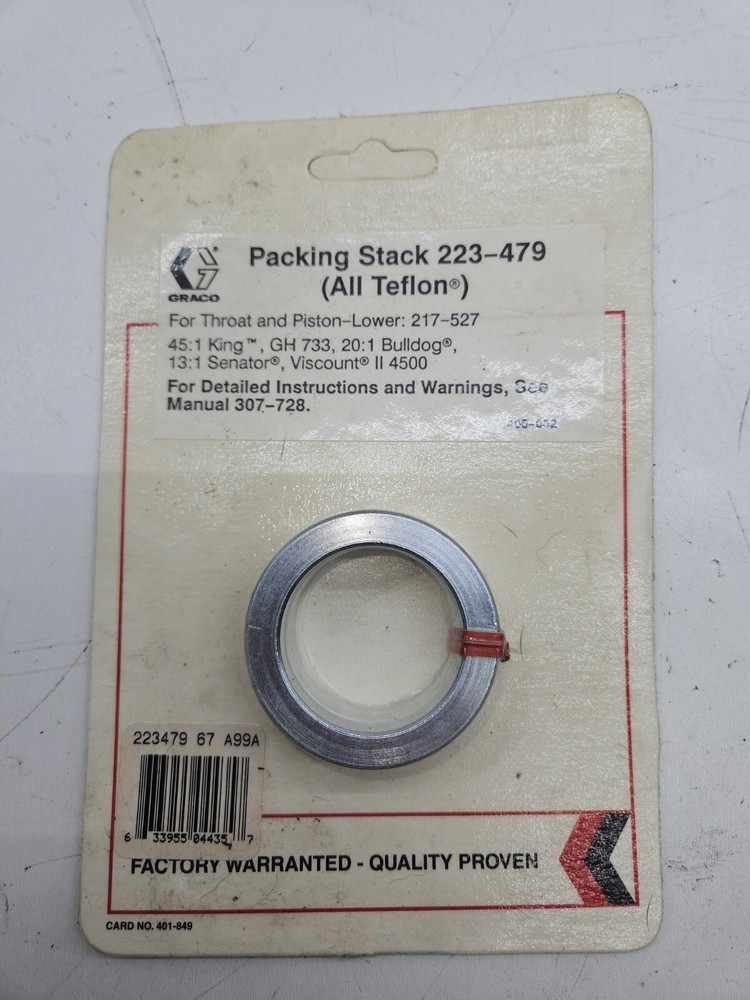 Packing Stack 223-479
(All Teflon®)
GRACO
For Throat and Piston-Lower: 217-527
45:1 King™, GH 733, 20:1 Bulldog®,
13:1 Senator®, Viscount® II 4500
For Detailed Instructions and Warnings, See
Manual 307-728.
223479 67 A99A
6 33955 04435 7
FACTORY WARRANTED - QUALITY PROVEN
CARD NO. 401-849